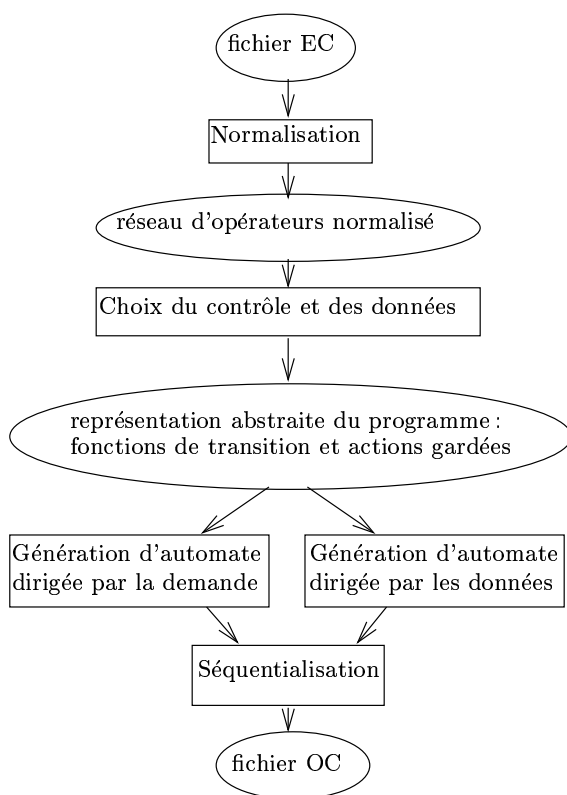 fichier EC
Normalisation
réseau d'opérateurs normalisé
Choix du contrôle et des données
représentation abstraite du programme :
fonctions de transition et actions gardées
Génération d'automate
dirigée par la demande
Génération d'automate
dirigée par les données
Séquentialisation
fichier OC